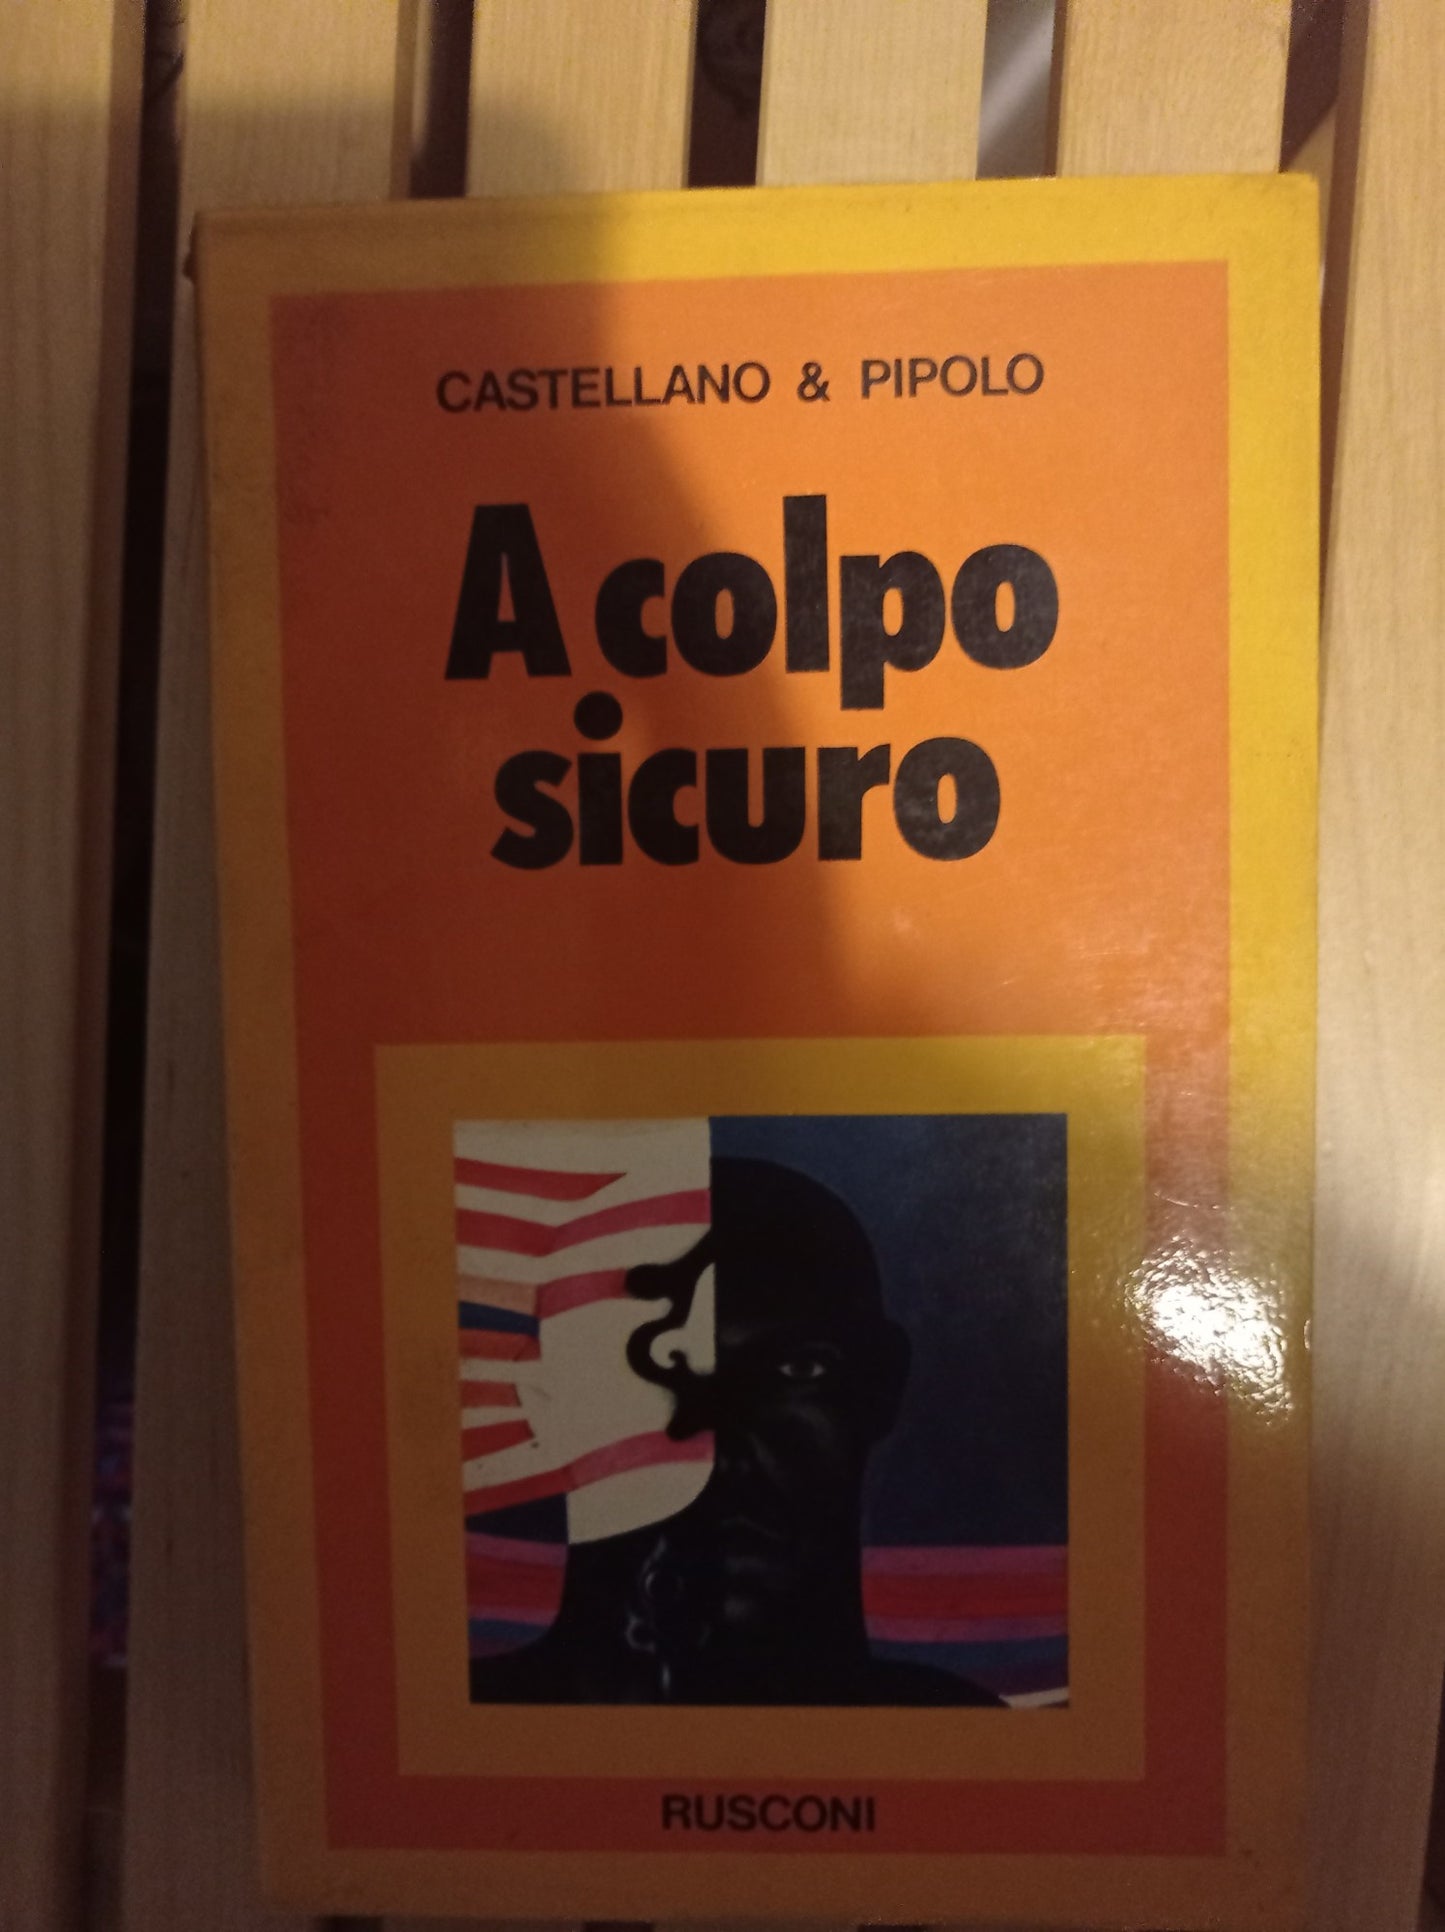 CASTELLANO & PIPOLO
A colpo
sicuro
RUSCONI